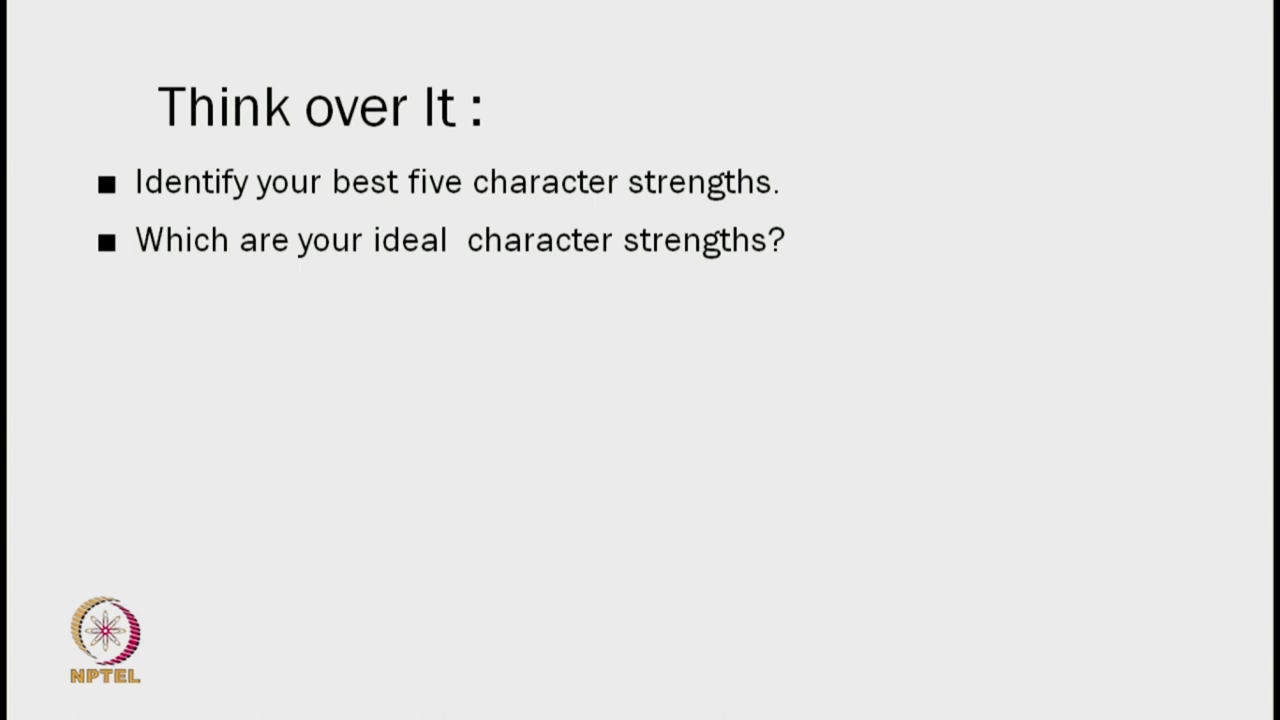 Think over It :
■ Identify your best five character strengths.
■ Which are your ideal  character strengths?
NPTEL